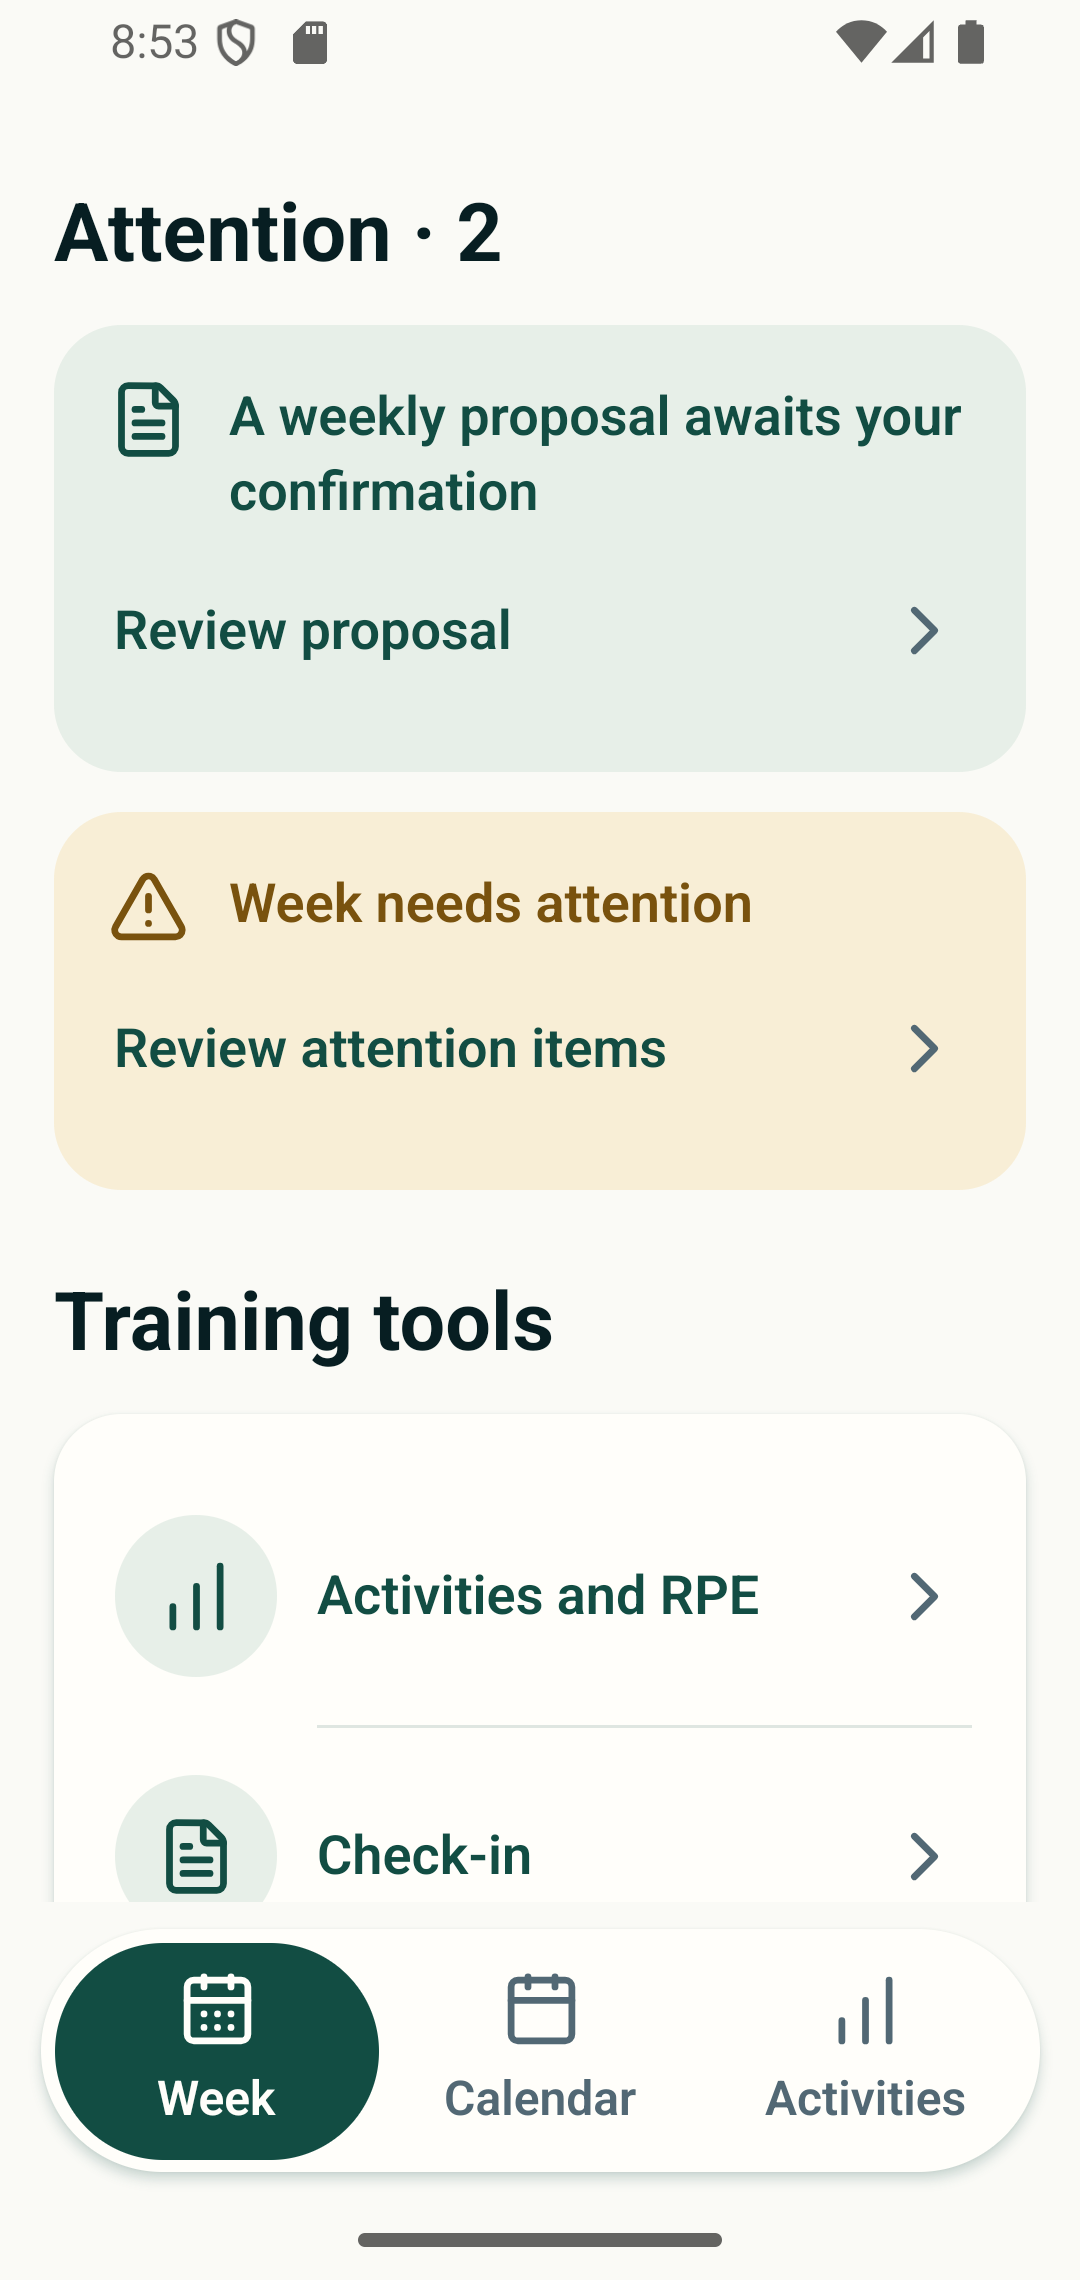 8:53
Attention · 2
A weekly proposal awaits your
confirmation
Review proposal
Week needs attention
Review attention items
Training tools
Activities and RPE
Check-in
Week
Calendar
Activities